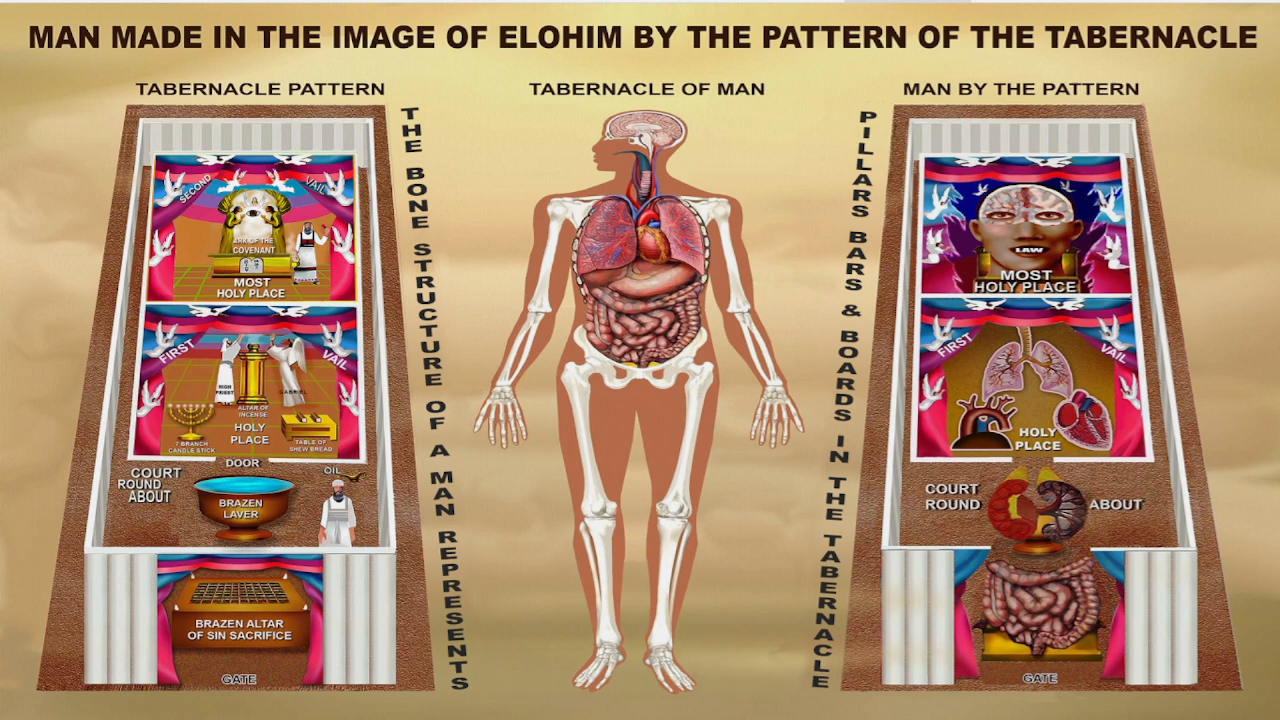 MAN MADE IN THE IMAGE OF ELOHIM BY THE PATTERN OF THE TABERNACLE
TABERNACLE PATTERN
SECOND
VAIL
ARK OF THE
COVENANT
MOST
HOLY PLACE
FIRST
VAIL
HIGH
PRIEST
GABRIEL
ALTAR OF
INCENSE
HOLY
PLACE
7 BRANCH
CANDLE STICK
TABLE OF
SHEW BREAD
DOOR
COURT
ROUND
ABOUT
OIL
BRAZEN
LAVER
BRAZEN ALTAR
OF SIN SACRIFICE
GATE
THE BONE STRUCTURE OF A MAN REPRESENTS
TABERNACLE OF MAN
PILLARS BARS & BOARDS IN THE TABERNACLE
MAN BY THE PATTERN
LAW
MOST
HOLY PLACE
FIRST
VAIL
HOLY
PLACE
COURT
ROUND
ABOUT
GATE